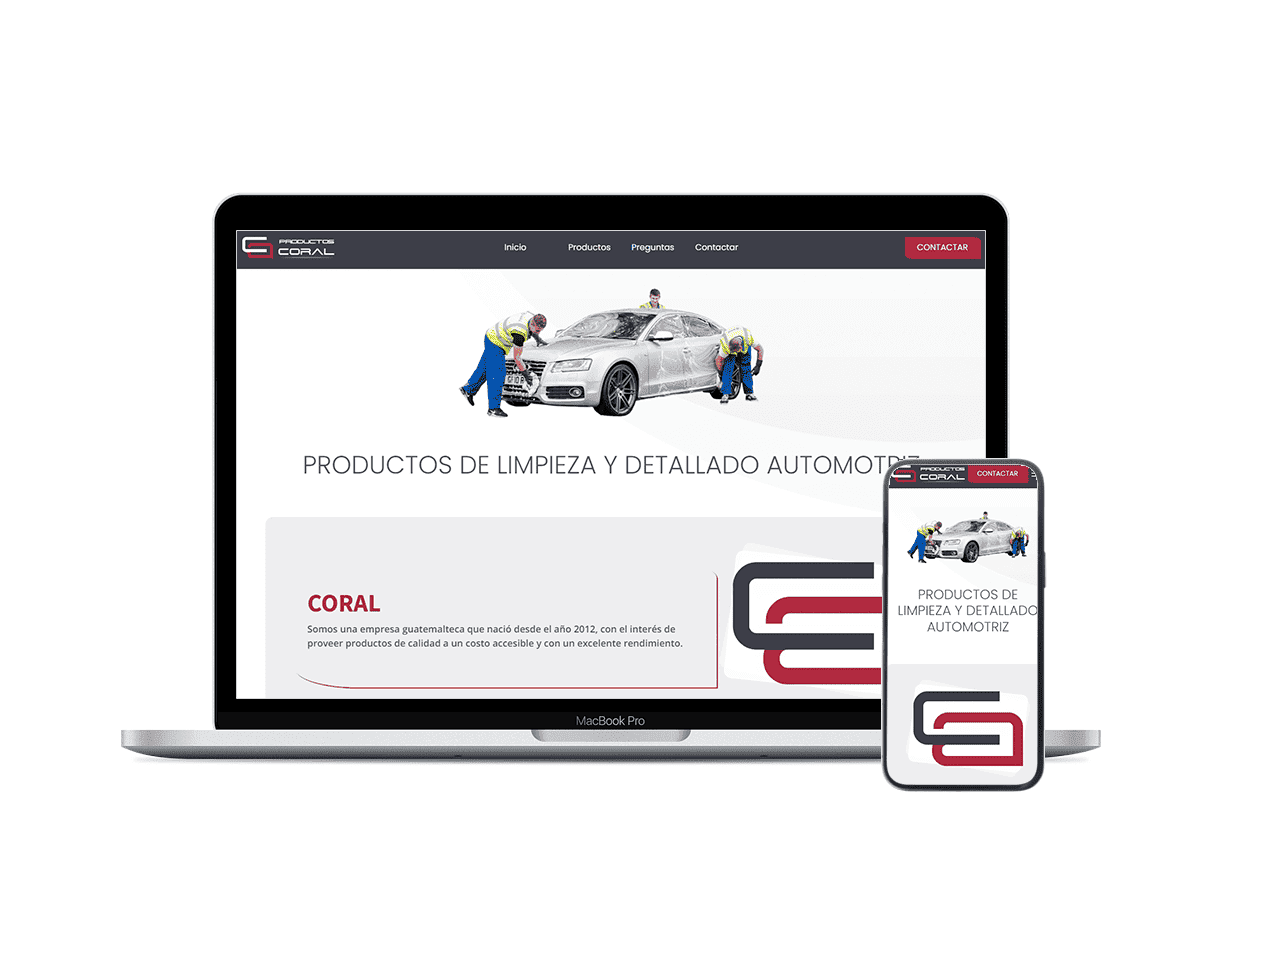 PRODUCTOS
CORAL
Inicio Productos Preguntas Contactar
CONTACTAR
PRODUCTOS DE LIMPIEZA Y DETALLADO AUTOMOTRIZ
CORAL
Somos una empresa guatemalteca que nació desde el año 2012, con el interés de
proveer productos de calidad a un costo accesible y con un excelente rendimiento.
MacBook Pro
PRODUCTOS
CORAL
CONTACTAR
PRODUCTOS DE
LIMPIEZA Y DETALLADO
AUTOMOTRIZ